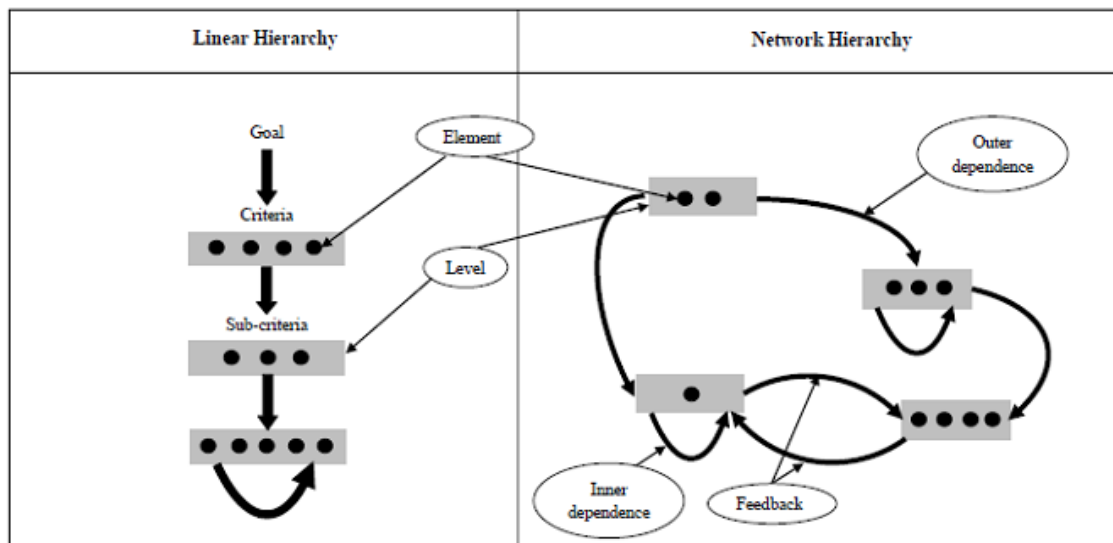 Linear Hierarchy
Network Hierarchy
Goal
Element
Outer
dependence
Criteria
Level
Sub-criteria
Inner
dependence
Feedback